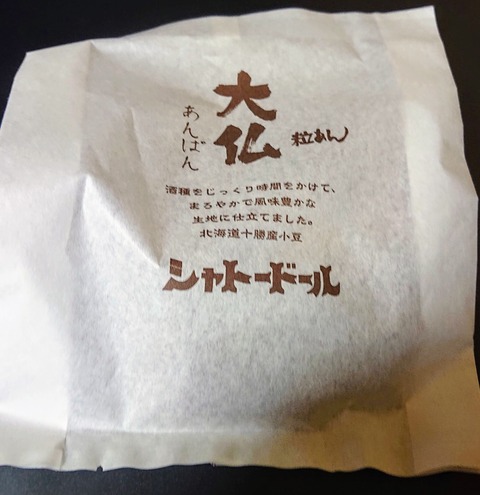 大仏
あんぱん
粒あん
酒種をじっくり時間をかけて、
まろやかで風味豊かな
生地に仕立てました。
北海道十勝産小豆
シャトードール